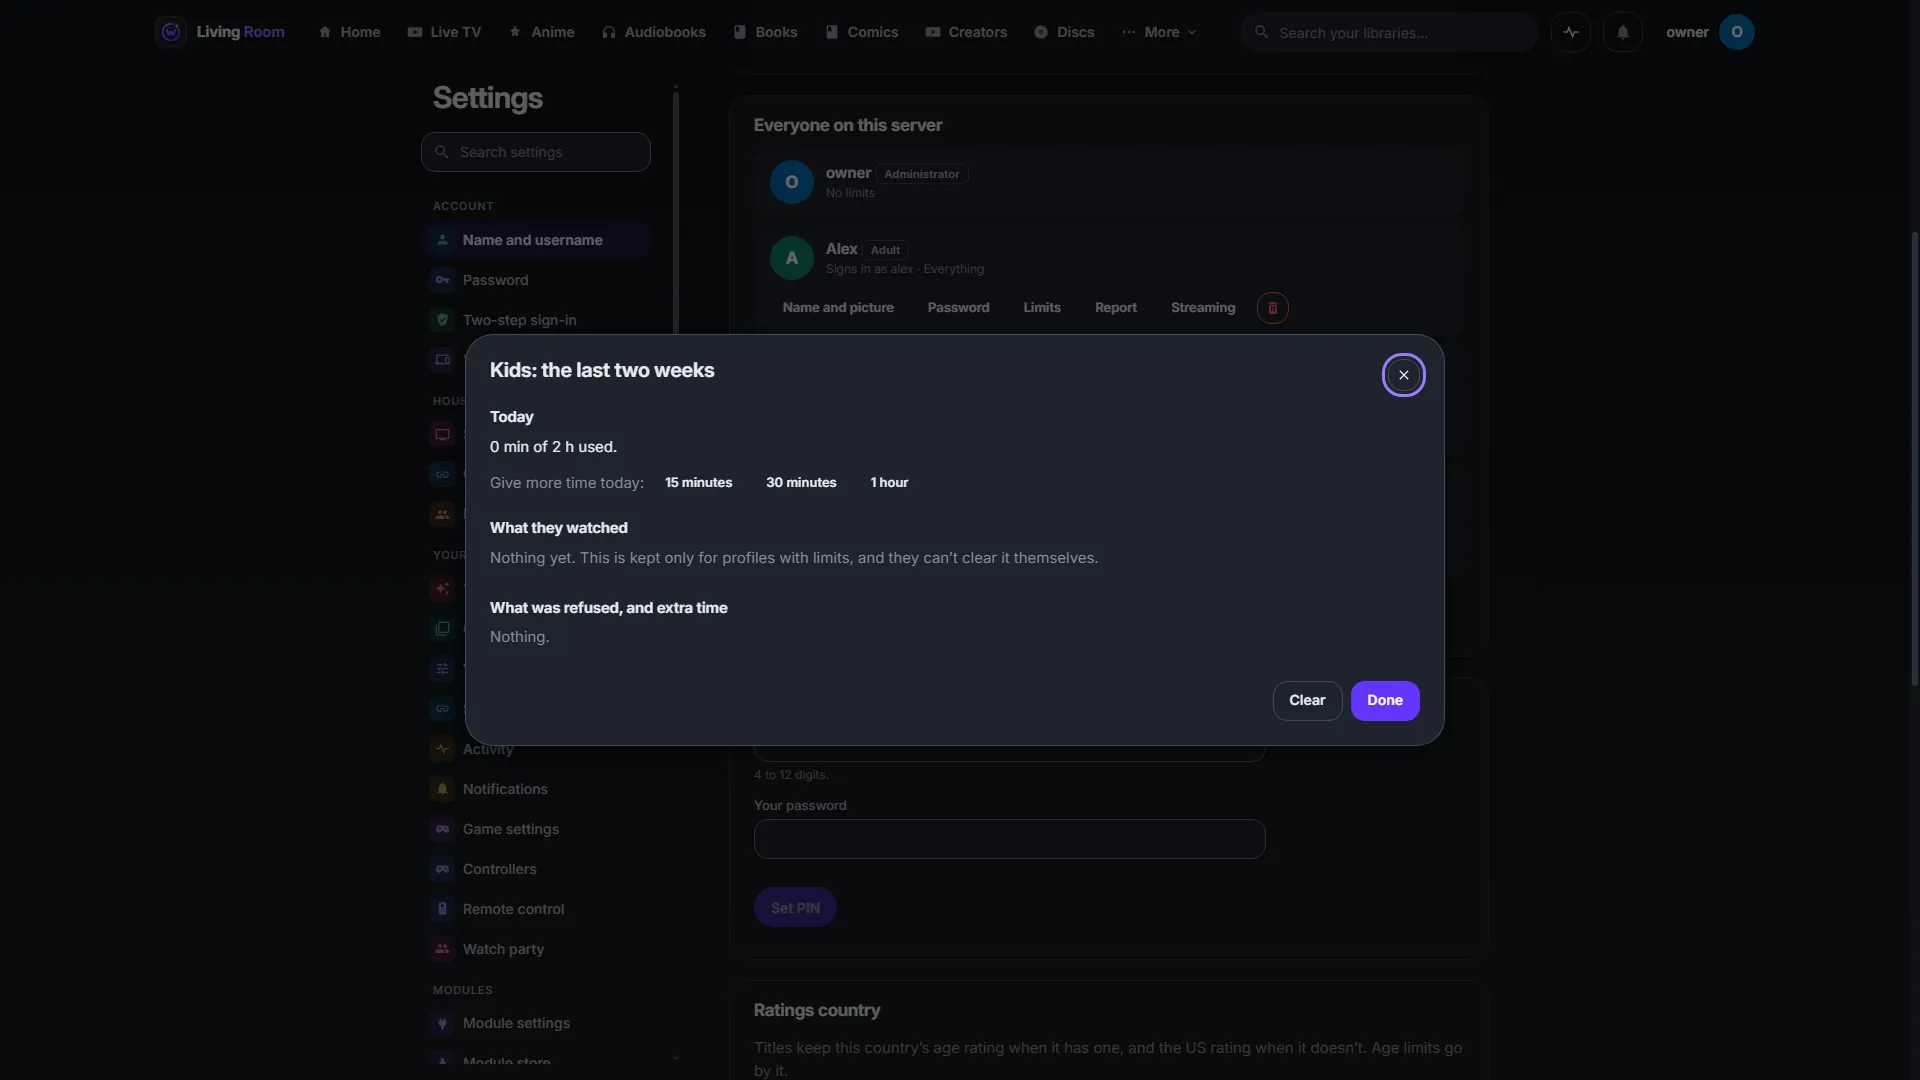 Living Room
Home
Live TV
Anime
Audiobooks
Books
Comics
Creators
Discs
More
Search your libraries...
owner
O
Settings
Search settings
ACCOUNT
Name and username
Password
Two-step sign-in
HOUS
YOUR
Activity
Notifications
Game settings
Controllers
Remote control
Watch party
MODULES
Module settings
Module store
Everyone on this server
O
owner Administrator
No limits
A
Alex Adult
Signs in as alex · Everything
Name and picture Password Limits Report Streaming
Kids: the last two weeks
Today
0 min of 2 h used.
Give more time today: 15 minutes 30 minutes 1 hour
What they watched
Nothing yet. This is kept only for profiles with limits, and they can’t clear it themselves.
What was refused, and extra time
Nothing.
Clear Done
4 to 12 digits.
Your password
Set PIN
Ratings country
Titles keep this country’s age rating when it has one, and the US rating when it doesn’t. Age limits go
by it.